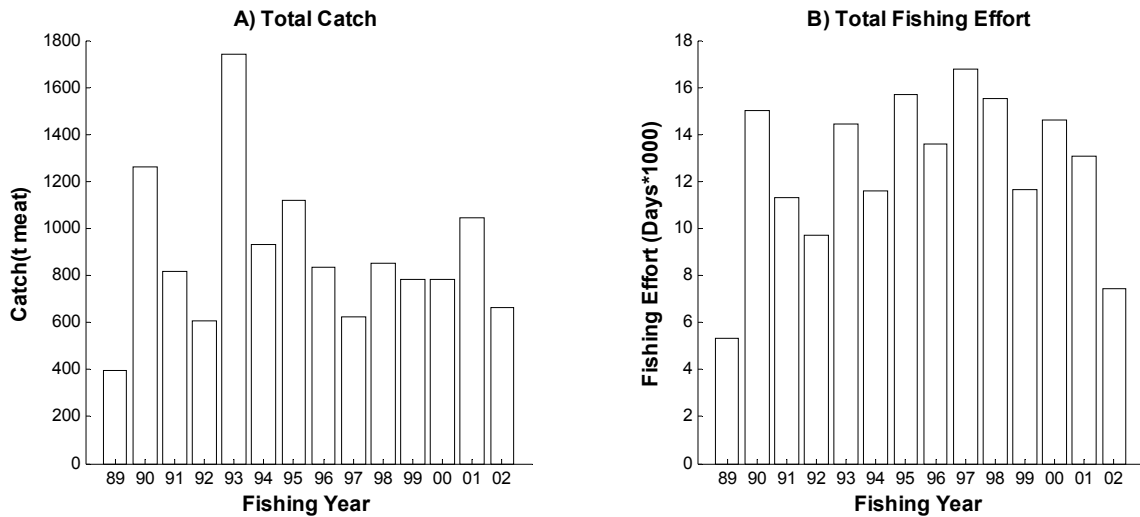 A) Total Catch
1800
1600
1400
1200
1000
800
600
400
200
0
Catch(t meat)
89 90 91 92 93 94 95 96 97 98 99 00 01 02
Fishing Year
B) Total Fishing Effort
18
16
14
12
10
8
6
4
2
0
Fishing Effort (Days*1000)
89 90 91 92 93 94 95 96 97 98 99 00 01 02
Fishing Year